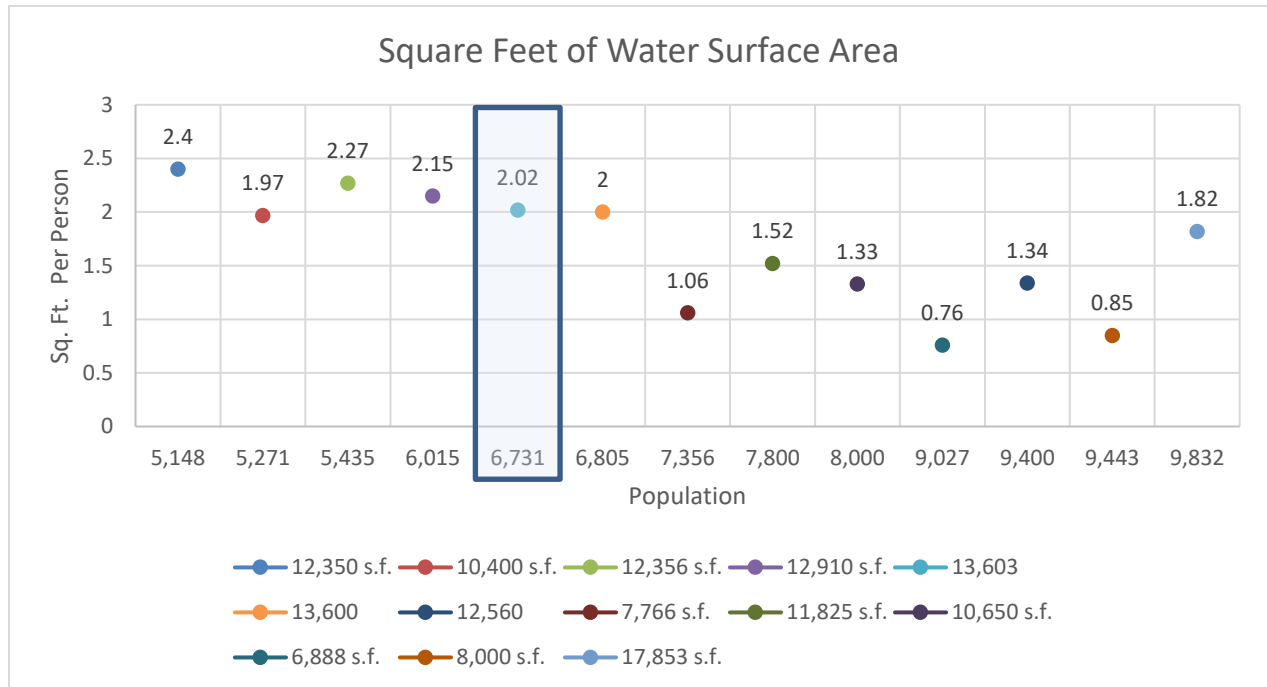 Square Feet of Water Surface Area
3
2.5
2
1.5
1
0.5
0
Sq. Ft. Per Person
2.4
1.97
2.27
2.15
2.02
2
1.06
1.52
1.33
0.76
1.34
0.85
1.82
5,148 5,271 5,435 6,015 6,731 6,805 7,356 7,800 8,000 9,027 9,400 9,443 9,832
Population
12,350 s.f. 10,400 s.f. 12,356 s.f. 12,910 s.f. 13,603
13,600 12,560 7,766 s.f. 11,825 s.f. 10,650 s.f.
6,888 s.f. 8,000 s.f. 17,853 s.f.